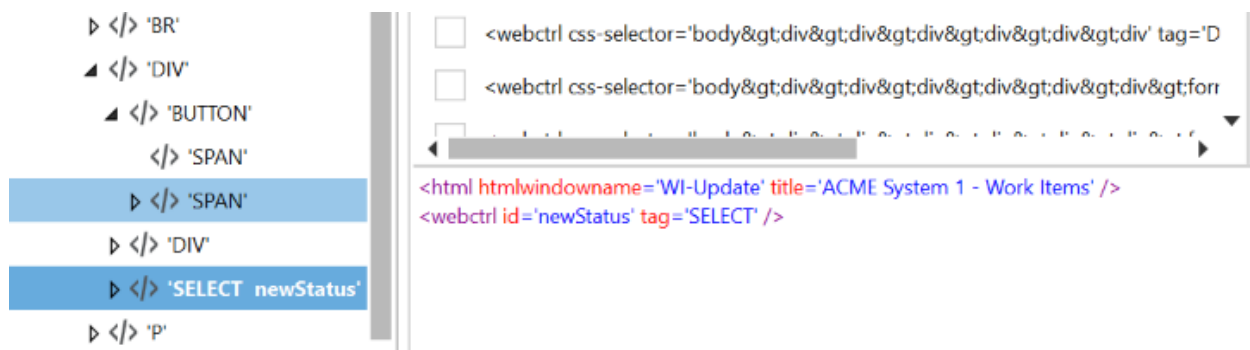 </> 'BR'
</> 'DIV'
</> 'BUTTON'
</> 'SPAN'
</> 'SPAN'
</> 'DIV'
</> 'SELECT newStatus'
</> 'P'
<webctrl css-selector='body&gt;div&gt;div&gt;div&gt;div&gt;div&gt;div' tag='D
<webctrl css-selector='body&gt;div&gt;div&gt;div&gt;div&gt;div&gt;forr
<html htmlwindowname='WI-Update' title='ACME System 1 - Work Items' />
<webctrl id='newStatus' tag='SELECT' />